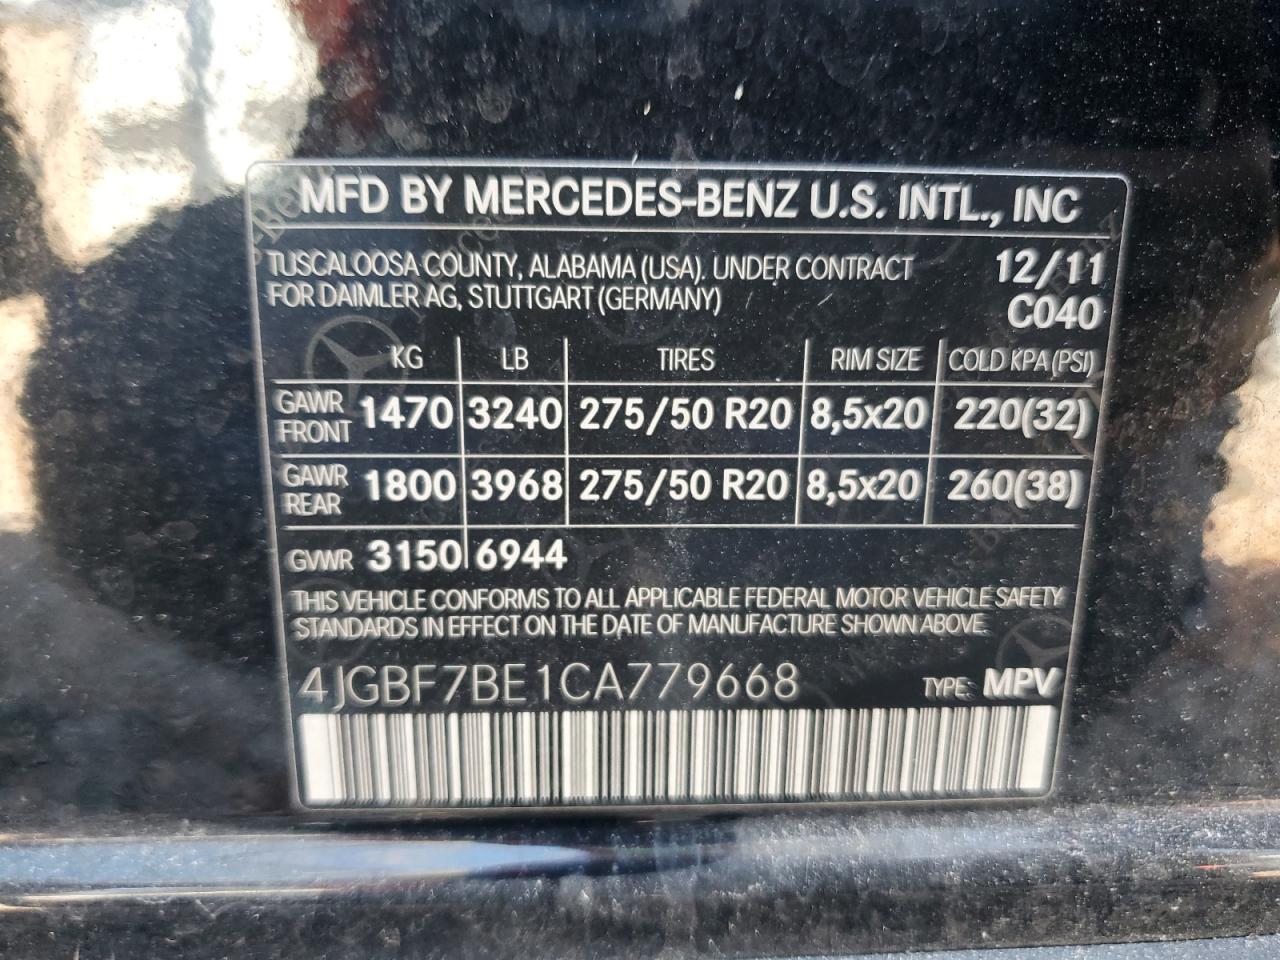 MFD BY MERCEDES-BENZ U.S. INTL., INC
TUSCALOOSA COUNTY, ALABAMA (USA), UNDER CONTRACT 12/11
FOR DAIMLER AG, STUTTGART (GERMANY) C040
KG LB TIRES RIM SIZE COLD KPA (PSI)
GAWR FRONT 1470 3240 275/50 R20 8,5x20 220(32)
GAWR REAR 1800 3968 275/50 R20 8,5x20 260(38)
GVWR 3150 6944
THIS VEHICLE CONFORMS TO ALL APPLICABLE FEDERAL MOTOR VEHICLE SAFETY
STANDARDS IN EFFECT ON THE DATE OF MANUFACTURE SHOWN ABOVE
4JGBF7BE1CA779668 TYPE: MPV